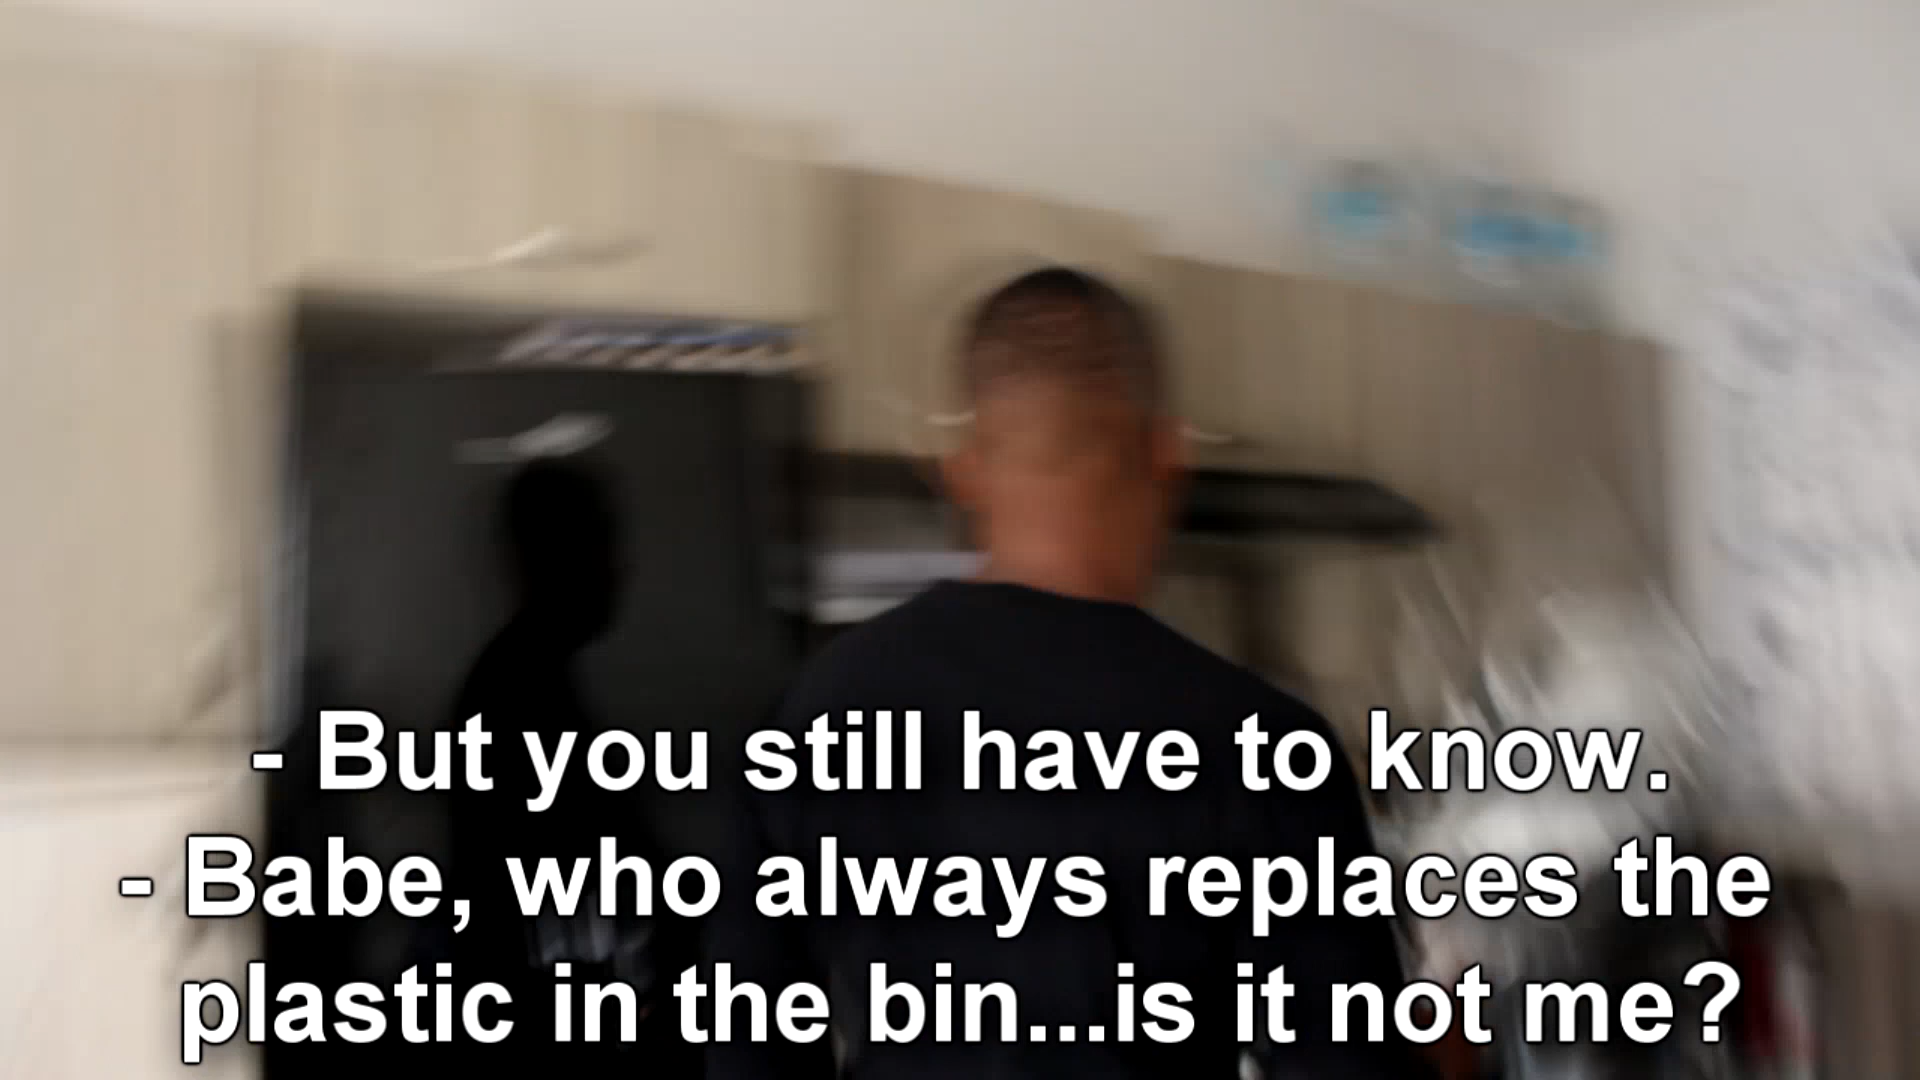 - But you still have to know.
- Babe, who always replaces the
plastic in the bin...is it not me?